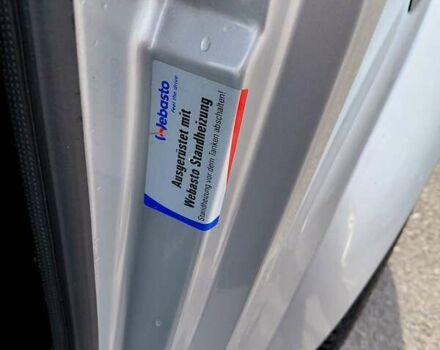 Webasto
Feel the drive
Ausgerüstet mit
Webasto Standheizung
Standheizung vor dem Tanken abschalten!